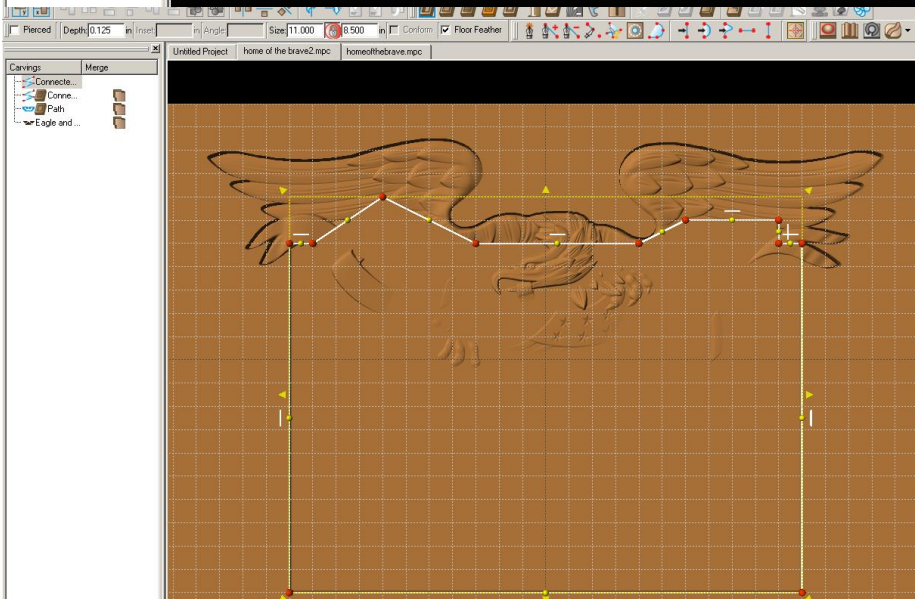 Pierced Depth: 0.125 in Inset: in Angle: Size: 11.000 8.500 in Conform Floor Feather
Untitled Project home of the brave2.mpc homeofthebrave.mpc
Carvings Merge
Connecte...
Conne...
Path
Eagle and ...